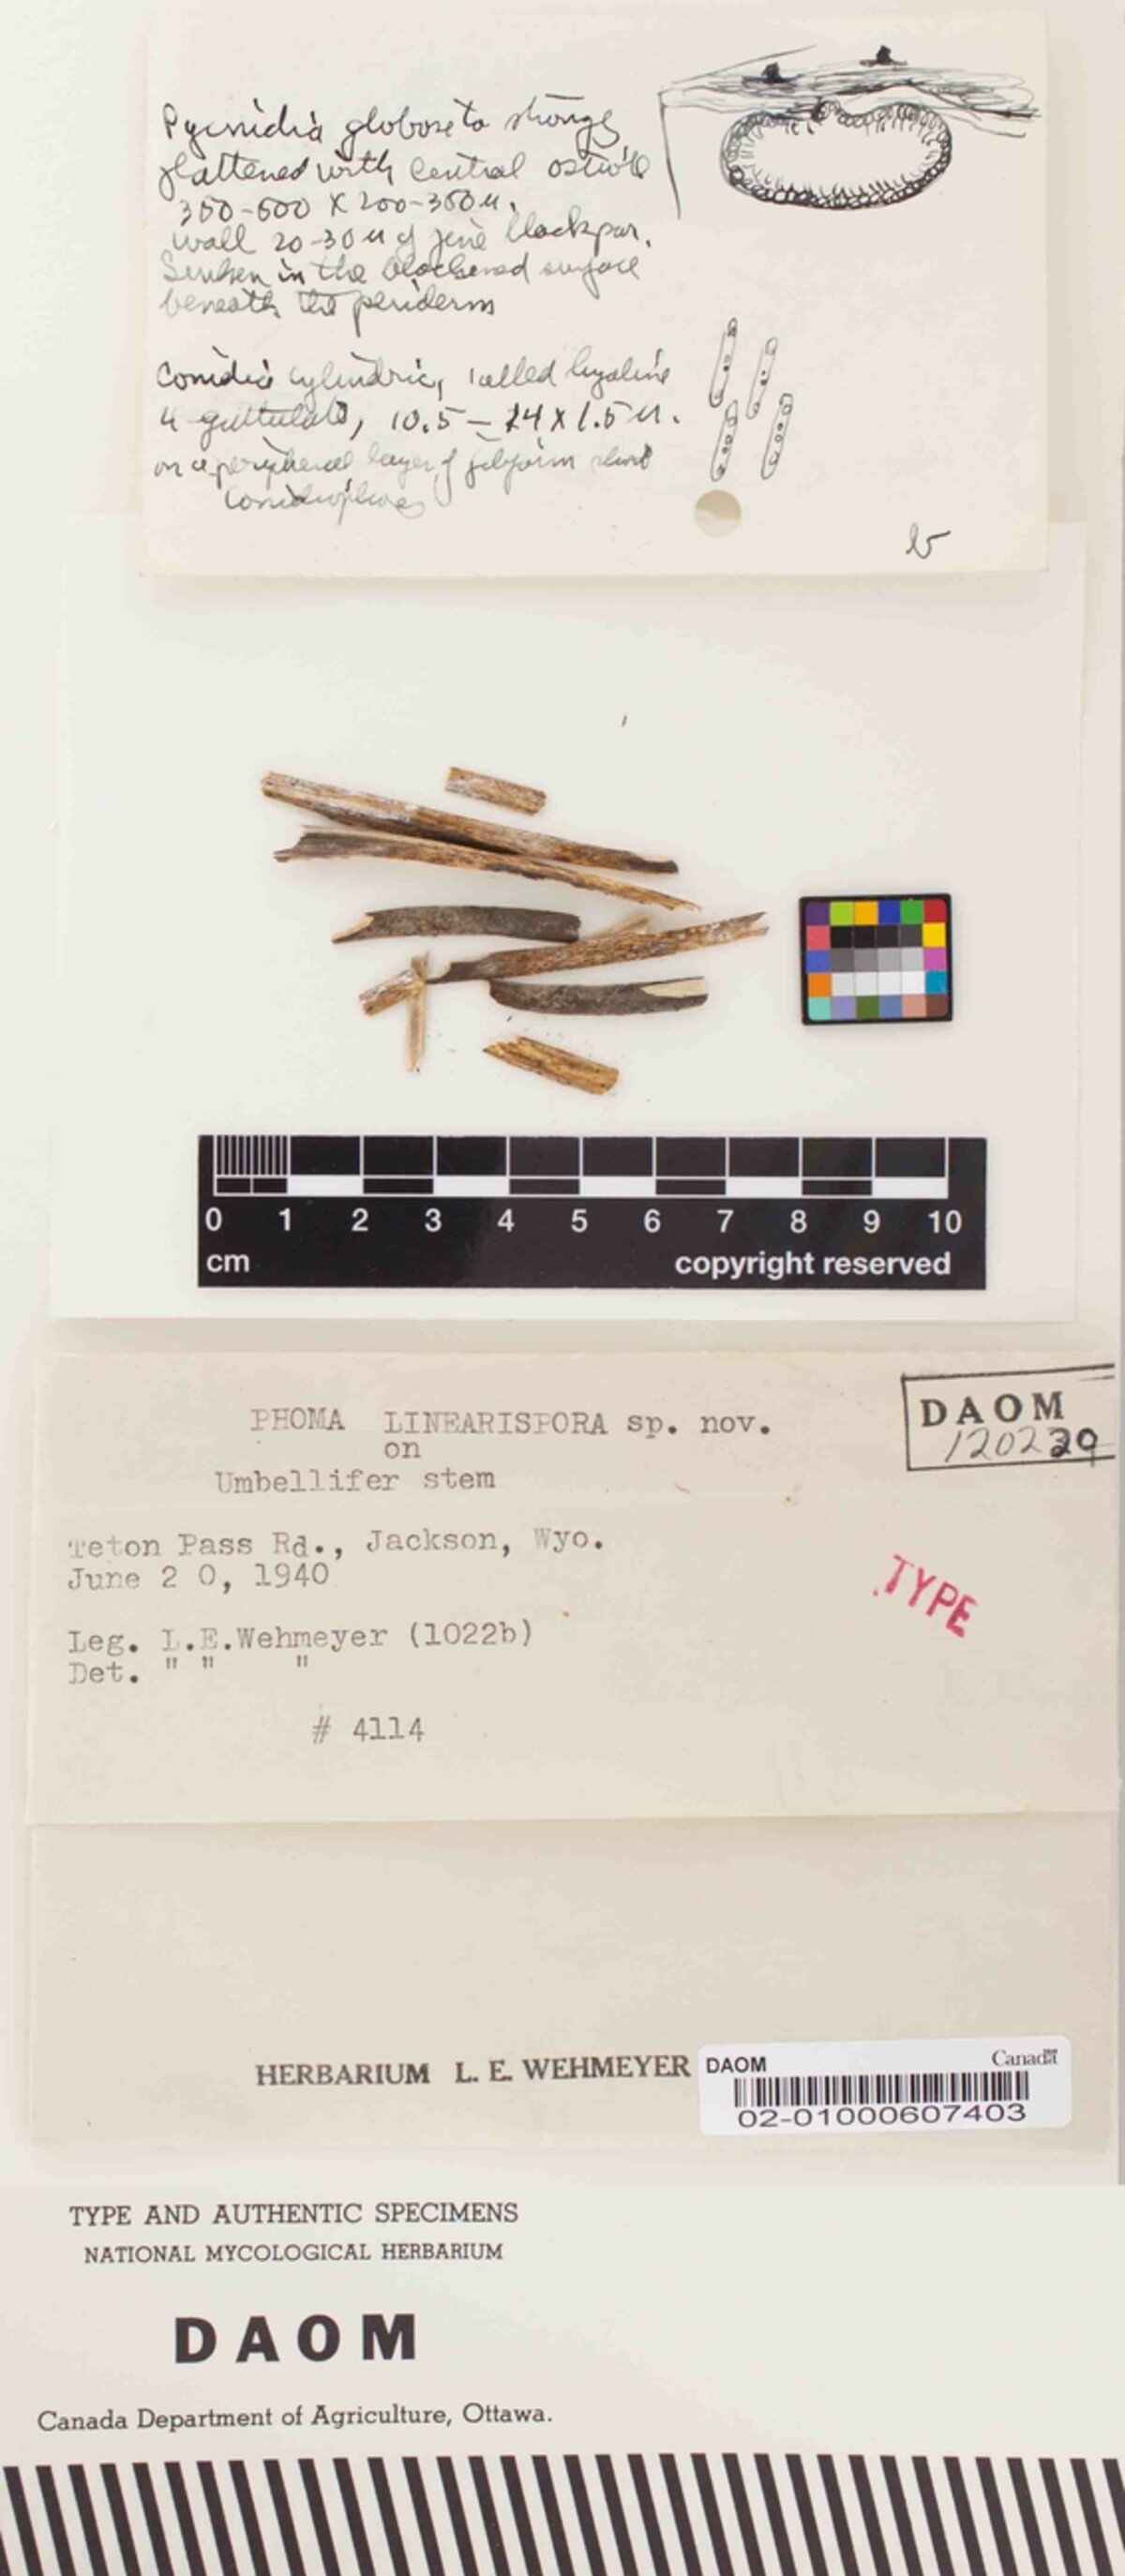 Pycnidia globose to strongly
flattened with central ostiole
350-600 X 200-350 u.
Wall 20-30 u of fine black par.
Sunken in the blackened surface
beneath the periderm
Conidia cylindric, 1celled hyaline
4 guttulate, 10.5 - 14 X 1.5 u.
on a peripheral layer of filiform short
Conidiophores
b
0 1 2 3 4 5 6 7 8 9 10
cm copyright reserved
PHOMA LINEARISPORA sp. nov.
on
Umbellifer stem
DAOM
120239
Teton Pass Rd., Jackson, Wyo.
June 2 0, 1940
TYPE
Leg. L.E.Wehmeyer (1022b)
Det. " " "
# 4114
HERBARIUM L. E. WEHMEYER
DAOM Canada
02-01000607403
TYPE AND AUTHENTIC SPECIMENS
NATIONAL MYCOLOGICAL HERBARIUM
DAOM
Canada Department of Agriculture, Ottawa.